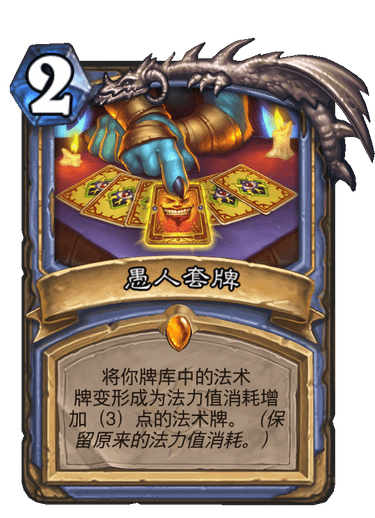 2
愚人套牌
将你牌库中的法术
牌变形成为法力值消耗增
加（3）点的法术牌。（保
留原来的法力值消耗。）